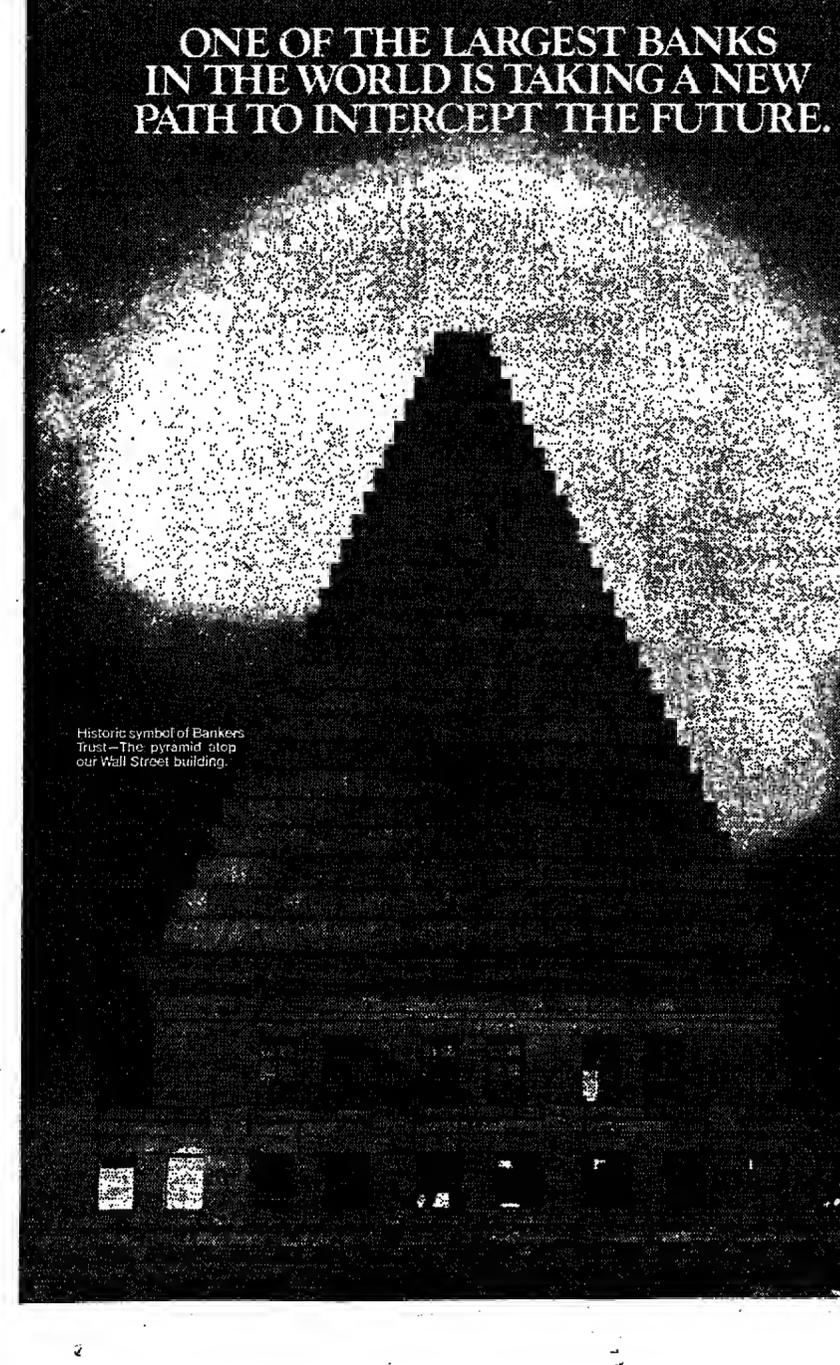 ONE OF THE LARGEST BANKS
IN THE WORLD IS TAKING A NEW
PATH TO INTERCEPT THE FUTURE.
Historic symbol of Bankers
Trust—The pyramid atop
our Wall Street building.